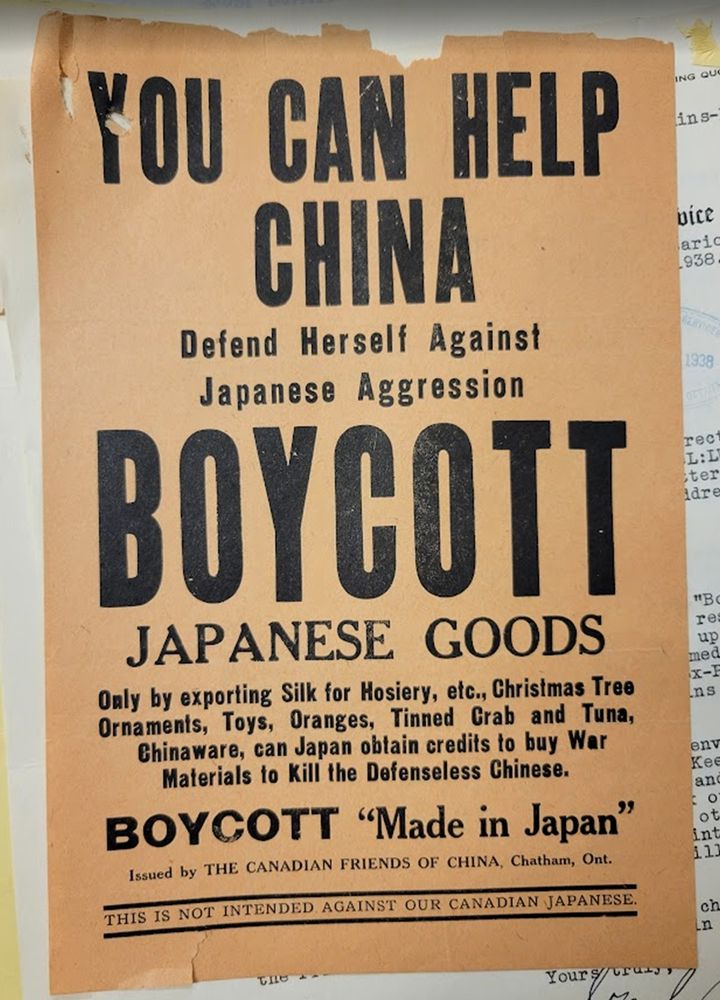 YOU CAN HELP
CHINA
Defend Herself Against
Japanese Aggression
BOYCOTT
JAPANESE GOODS
Only by exporting Silk for Hosiery, etc., Christmas Tree
Ornaments, Toys, Oranges, Tinned Crab and Tuna,
Chinaware, can Japan obtain credits to buy War
Materials to Kill the Defenseless Chinese.
BOYCOTT “Made in Japan”
Issued by THE CANADIAN FRIENDS OF CHINA, Chatham, Ont.
THIS IS NOT INTENDED AGAINST OUR CANADIAN JAPANESE.
1938
Yours truly,